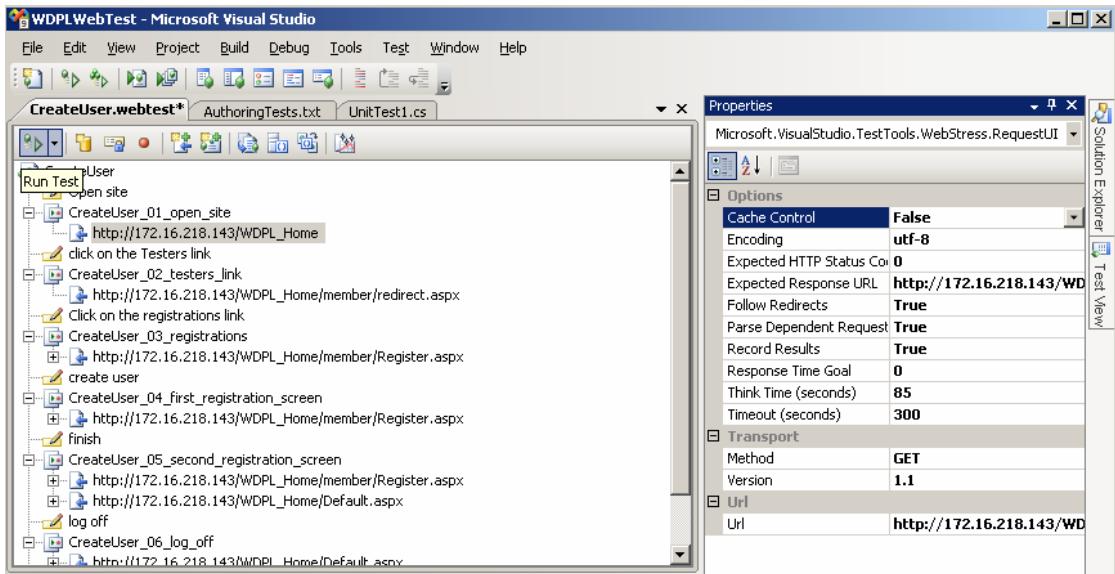 WDPLWebTest - Microsoft Visual Studio
File Edit View Project Build Debug Tools Test Window Help
CreateUser.webtest* AuthoringTests.txt UnitTest1.cs
Run Test
Open site
CreateUser_01_open_site
http://172.16.218.143/WDPL_Home
click on the Testers link
CreateUser_02_testers_link
http://172.16.218.143/WDPL_Home/member/redirect.aspx
Click on the registrations link
CreateUser_03_registrations
http://172.16.218.143/WDPL_Home/member/Register.aspx
create user
CreateUser_04_first_registration_screen
http://172.16.218.143/WDPL_Home/member/Register.aspx
finish
CreateUser_05_second_registration_screen
http://172.16.218.143/WDPL_Home/member/Register.aspx
http://172.16.218.143/WDPL_Home/Default.aspx
log off
CreateUser_06_log_off
http://172.16.218.143/WDPL_Home/Default.aspx
Properties
Microsoft.VisualStudio.TestTools.WebStress.RequestUI
Options
Cache Control False
Encoding utf-8
Expected HTTP Status Co 0
Expected Response URL http://172.16.218.143/WD
Follow Redirects True
Parse Dependent Request True
Record Results True
Response Time Goal 0
Think Time (seconds) 85
Timeout (seconds) 300
Transport
Method GET
Version 1.1
Url
Url http://172.16.218.143/WD
Solution Explorer
Test View